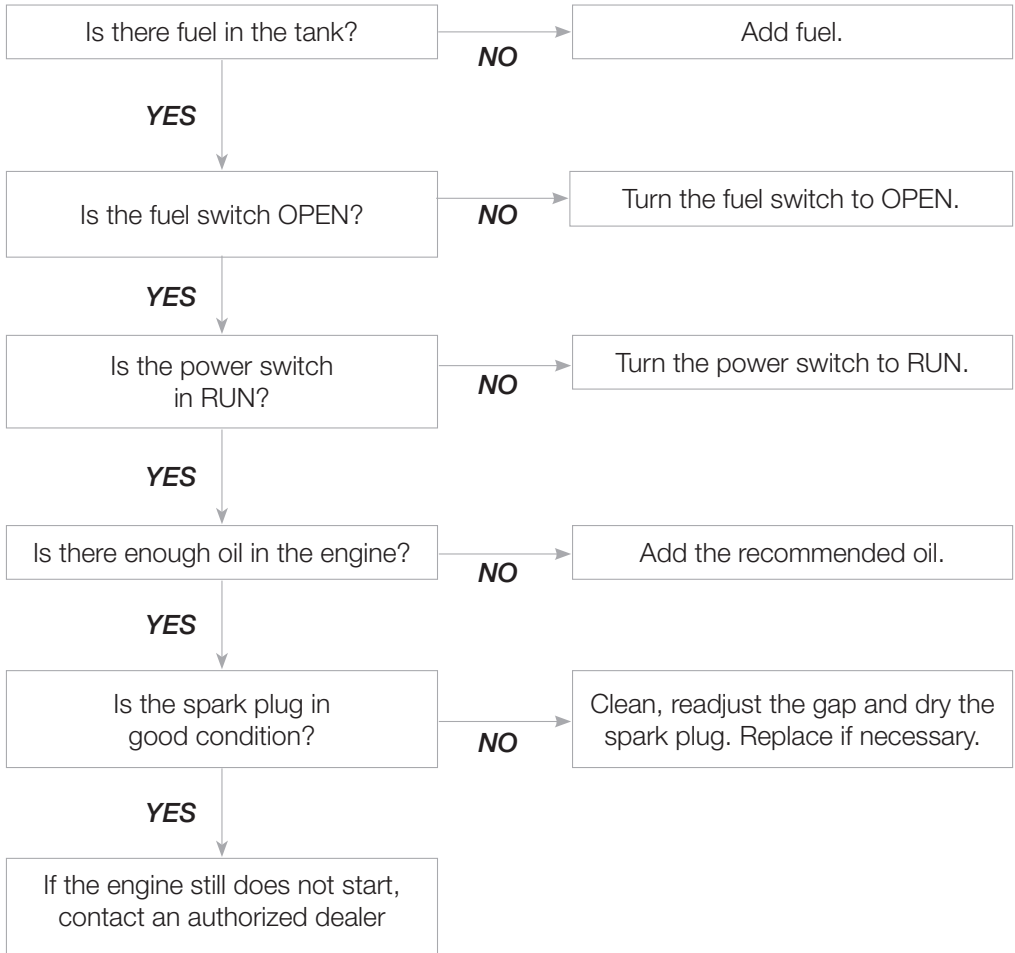 Is there fuel in the tank?
NO
Add fuel.
YES
Is the fuel switch OPEN?
NO
Turn the fuel switch to OPEN.
YES
Is the power switch
in RUN?
NO
Turn the power switch to RUN.
YES
Is there enough oil in the engine?
NO
Add the recommended oil.
YES
Is the spark plug in
good condition?
NO
Clean, readjust the gap and dry the
spark plug. Replace if necessary.
YES
If the engine still does not start,
contact an authorized dealer